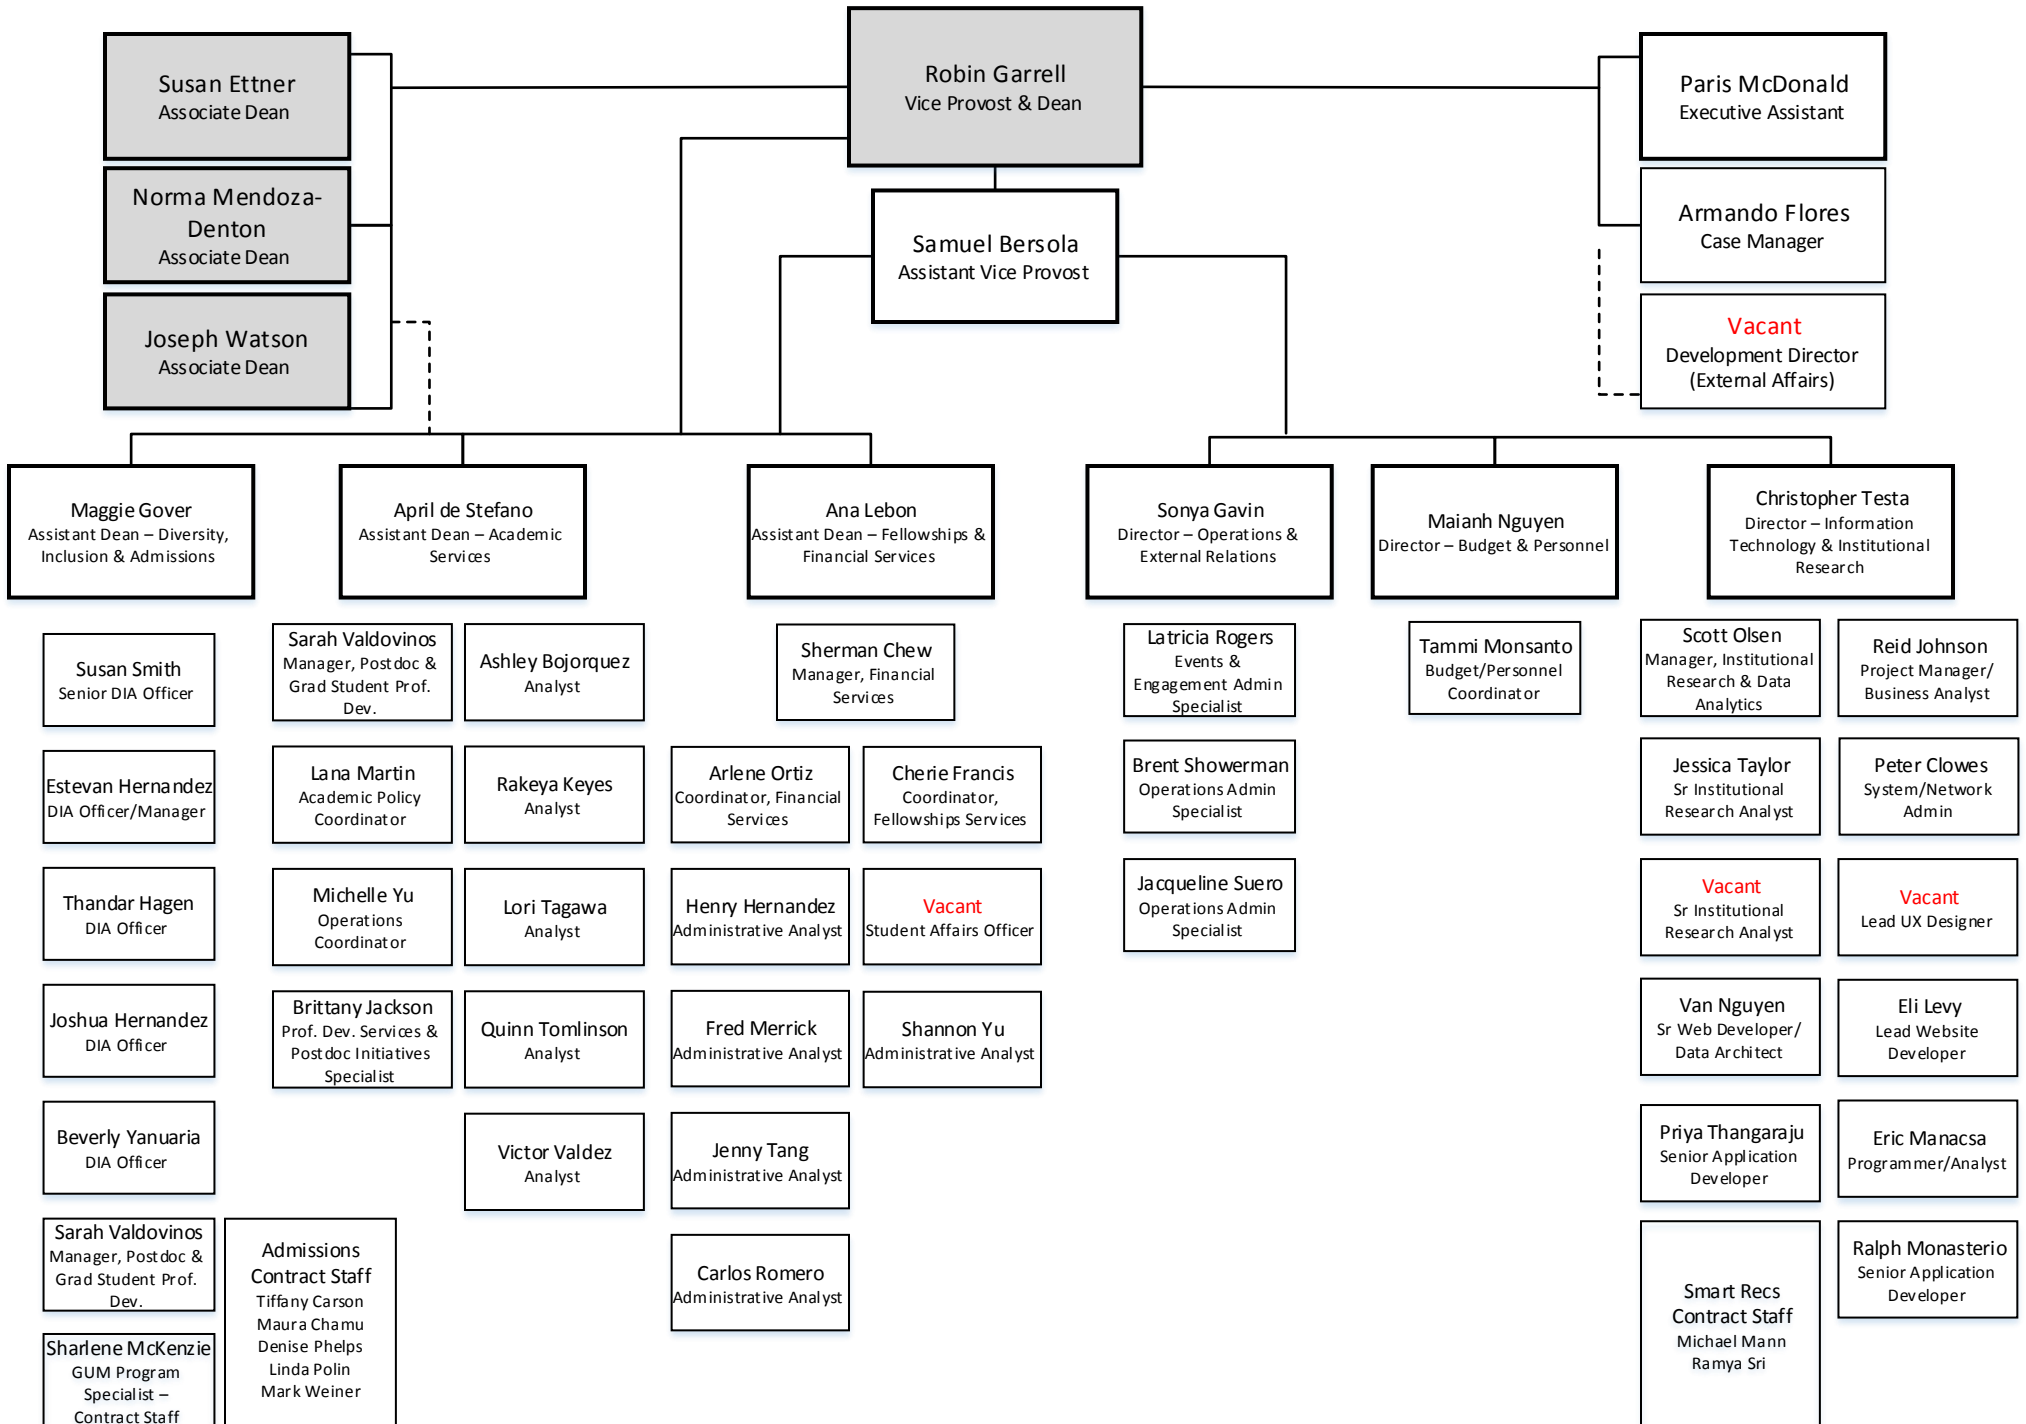 Susan Ettner
Associate Dean
Robin Garrell
Vice Provost & Dean
Paris McDonald
Executive Assistant
Norma Mendoza-
Denton
Associate Dean
Samuel Bersola
Assistant Vice Provost
Armando Flores
Case Manager
Joseph Watson
Associate Dean
Vacant
Development Director
(External Affairs)
Maggie Gover
Assistant Dean – Diversity,
Inclusion & Admissions
April de Stefano
Assistant Dean – Academic
Services
Ana Lebon
Assistant Dean – Fellowships &
Financial Services
Sonya Gavin
Director – Operations &
External Relations
Maianh Nguyen
Director – Budget & Personnel
Christopher Testa
Director – Information
Technology & Institutional
Research
Susan Smith
Senior DIA Officer
Estevan Hernandez
DIA Officer/Manager
Thandar Hagen
DIA Officer
Joshua Hernandez
DIA Officer
Beverly Yanuaria
DIA Officer
Sarah Valdovinos
Manager, Postdoc &
Grad Student Prof.
Dev.
Sharlene McKenzie
GUM Program
Specialist –
Contract Staff
Admissions
Contract Staff
Tiffany Carson
Maura Chamu
Denise Phelps
Linda Polin
Mark Weiner
Sarah Valdovinos
Manager, Postdoc &
Grad Student Prof.
Dev.
Lana Martin
Academic Policy
Coordinator
Michelle Yu
Operations
Coordinator
Brittany Jackson
Prof. Dev. Services &
Postdoc Initiatives
Specialist
Ashley Bojorquez
Analyst
Rakeya Keyes
Analyst
Lori Tagawa
Analyst
Quinn Tomlinson
Analyst
Victor Valdez
Analyst
Sherman Chew
Manager, Financial
Services
Arlene Ortiz
Coordinator, Financial
Services
Henry Hernandez
Administrative Analyst
Fred Merrick
Administrative Analyst
Jenny Tang
Administrative Analyst
Carlos Romero
Administrative Analyst
Cherie Francis
Coordinator,
Fellowships Services
Vacant
Student Affairs Officer
Shannon Yu
Administrative Analyst
Latricia Rogers
Events &
Engagement Admin
Specialist
Brent Showerman
Operations Admin
Specialist
Jacqueline Suero
Operations Admin
Specialist
Tammi Monsanto
Budget/Personnel
Coordinator
Scott Olsen
Manager, Institutional
Research & Data
Analytics
Jessica Taylor
Sr Institutional
Research Analyst
Vacant
Sr Institutional
Research Analyst
Van Nguyen
Sr Web Developer/
Data Architect
Priya Thangaraju
Senior Application
Developer
Smart Recs
Contract Staff
Michael Mann
Ramya Sri
Reid Johnson
Project Manager/
Business Analyst
Peter Clowes
System/Network
Admin
Vacant
Lead UX Designer
Eli Levy
Lead Website
Developer
Eric Manacsa
Programmer/Analyst
Ralph Monasterio
Senior Application
Developer